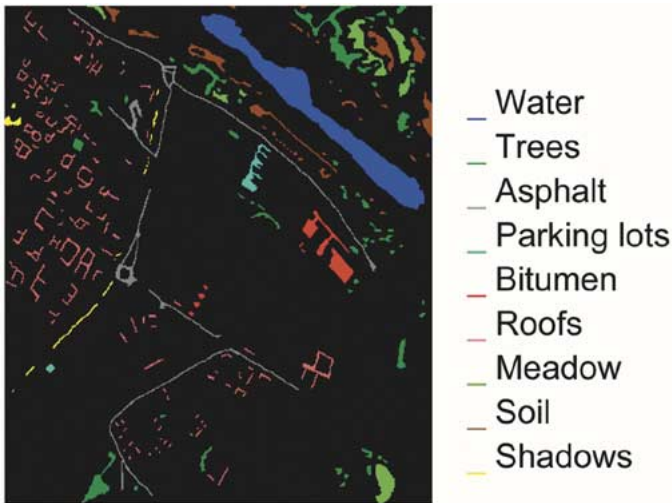 Water
Trees
Asphalt
Parking lots
Bitumen
Roofs
Meadow
Soil
Shadows